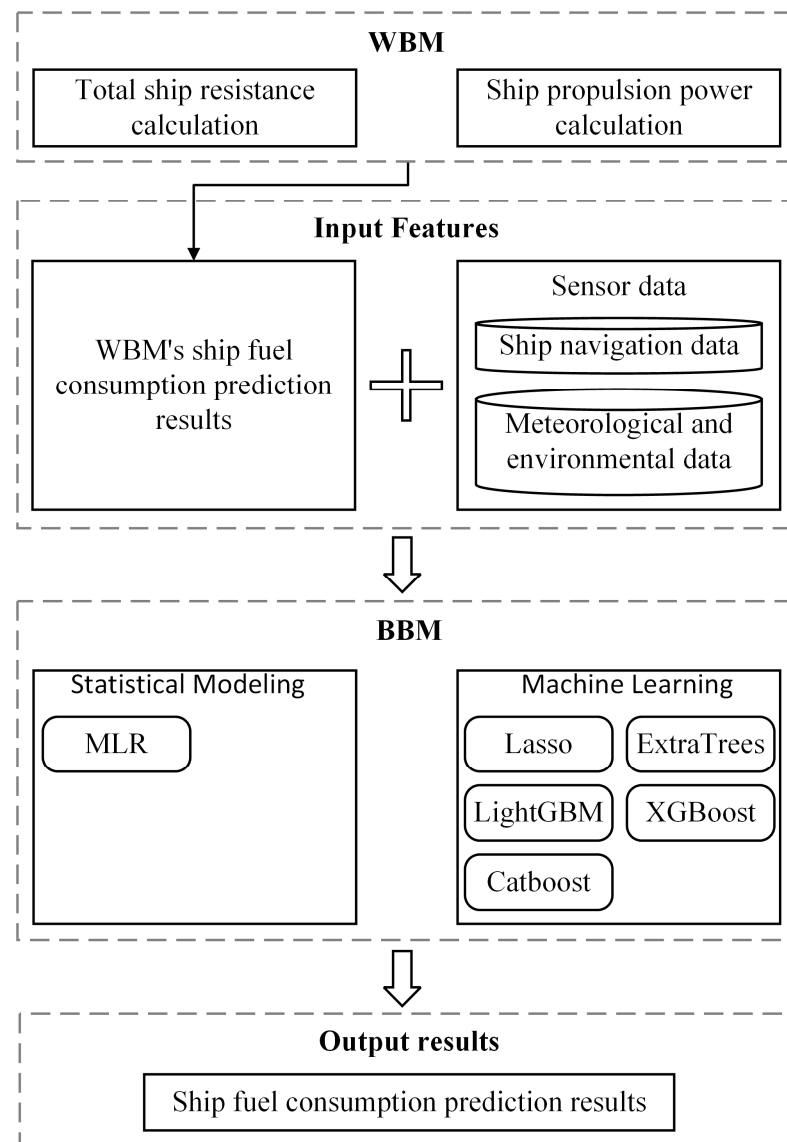 WBM
Total ship resistance
calculation
Ship propulsion power
calculation
Input Features
WBM's ship fuel
consumption prediction
results
Sensor data
Ship navigation data
Meteorological and
environmental data
BBM
Statistical Modeling
MLR
Machine Learning
Lasso
ExtraTrees
LightGBM
XGBoost
Catboost
Output results
Ship fuel consumption prediction results